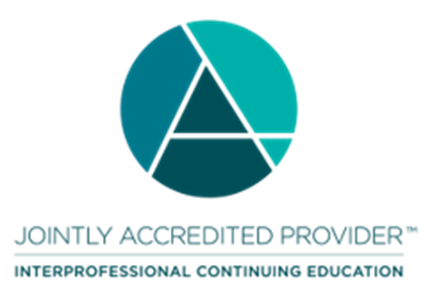 JOINTLY ACCREDITED PROVIDER™
INTERPROFESSIONAL CONTINUING EDUCATION